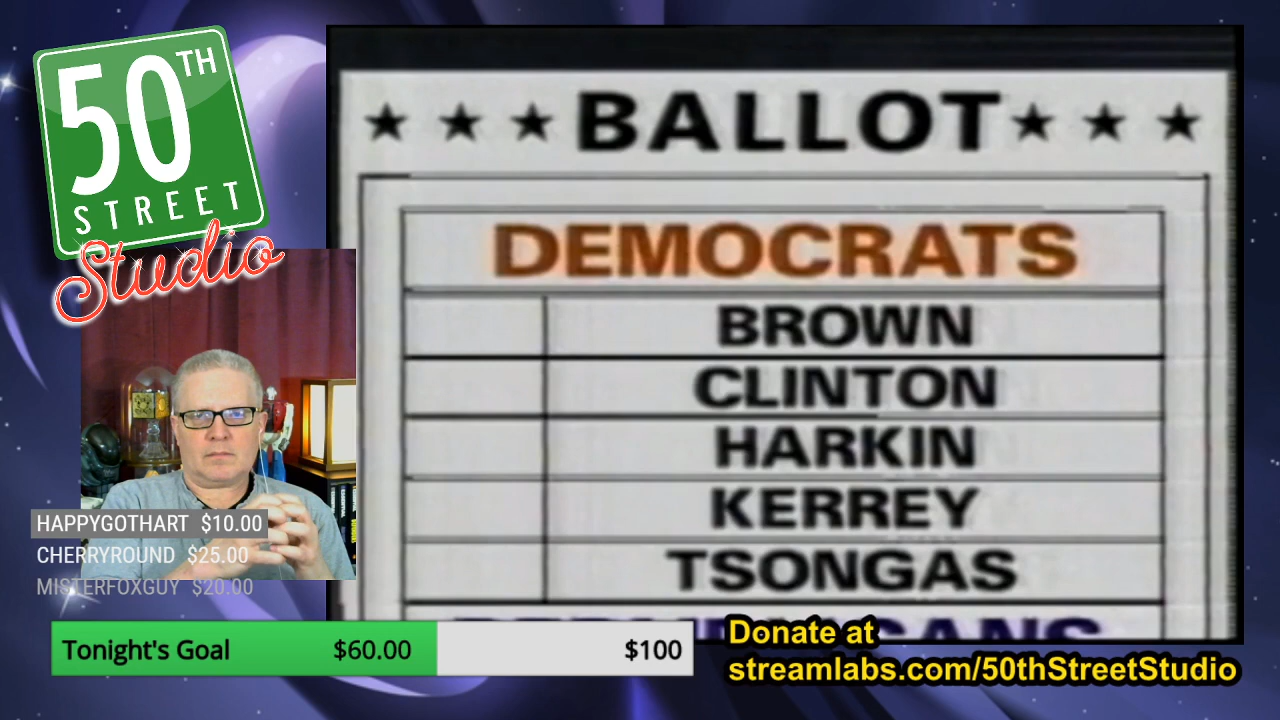 50TH
STREET
Studio
★ ★ ★ BALLOT ★ ★ ★
DEMOCRATS
BROWN
CLINTON
HARKIN
KERREY
TSONGAS
HAPPYGOTHART $10.00
CHERRYROUND $25.00
MISTERFOXGUY $20.00
Tonight's Goal $60.00 $100
Donate at
streamlabs.com/50thStreetStudio